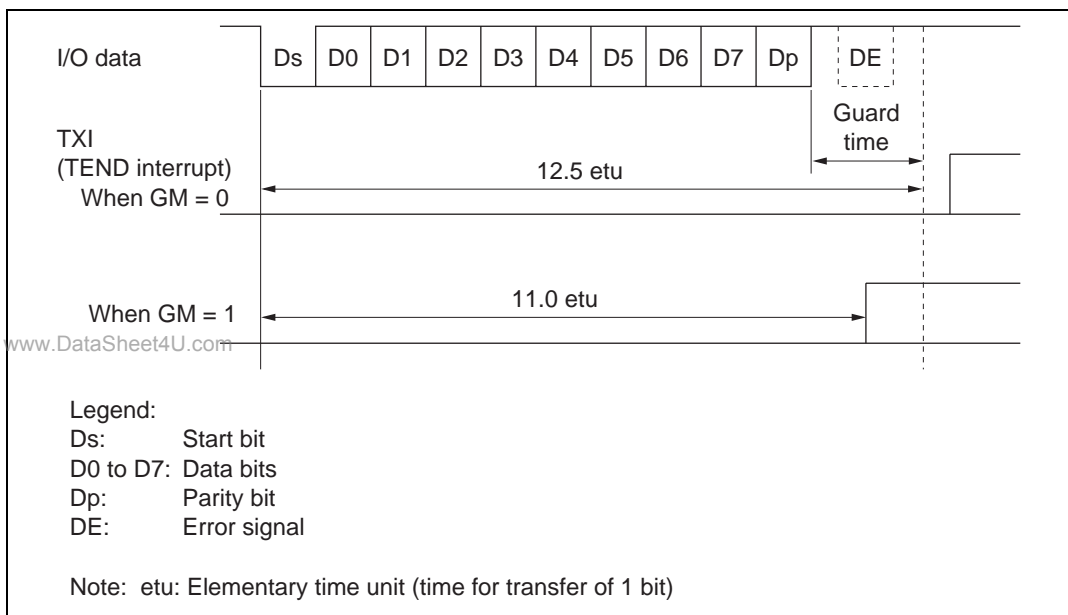 I/O data
Ds D0 D1 D2 D3 D4 D5 D6 D7 Dp DE
Guard
time
TXI
(TEND interrupt)
When GM = 0
12.5 etu
When GM = 1
11.0 etu
www.DataSheet4U.com
Legend:
Ds: Start bit
D0 to D7: Data bits
Dp: Parity bit
DE: Error signal
Note: etu: Elementary time unit (time for transfer of 1 bit)